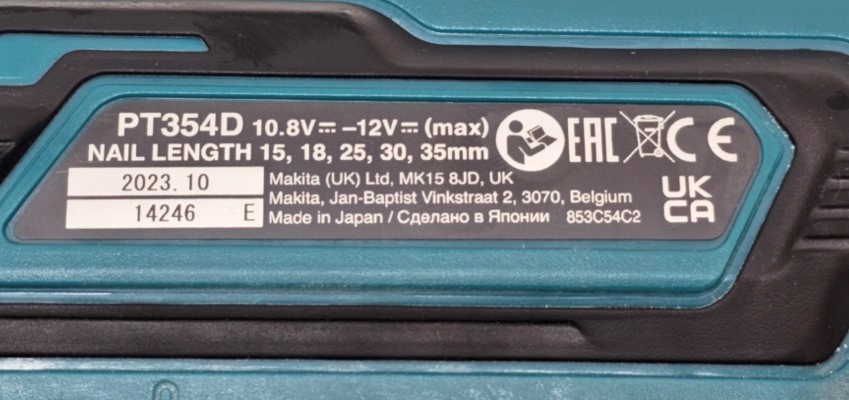 PT354D 10.8V⎓ –12V⎓ (max)
NAIL LENGTH 15, 18, 25, 30, 35mm
EAC CE
2023.10
14246 E
Makita (UK) Ltd, MK15 8JD, UK
Makita, Jan-Baptist Vinkstraat 2, 3070, Belgium
Made in Japan / Сделано в Японии 853C54C2
UK
CA